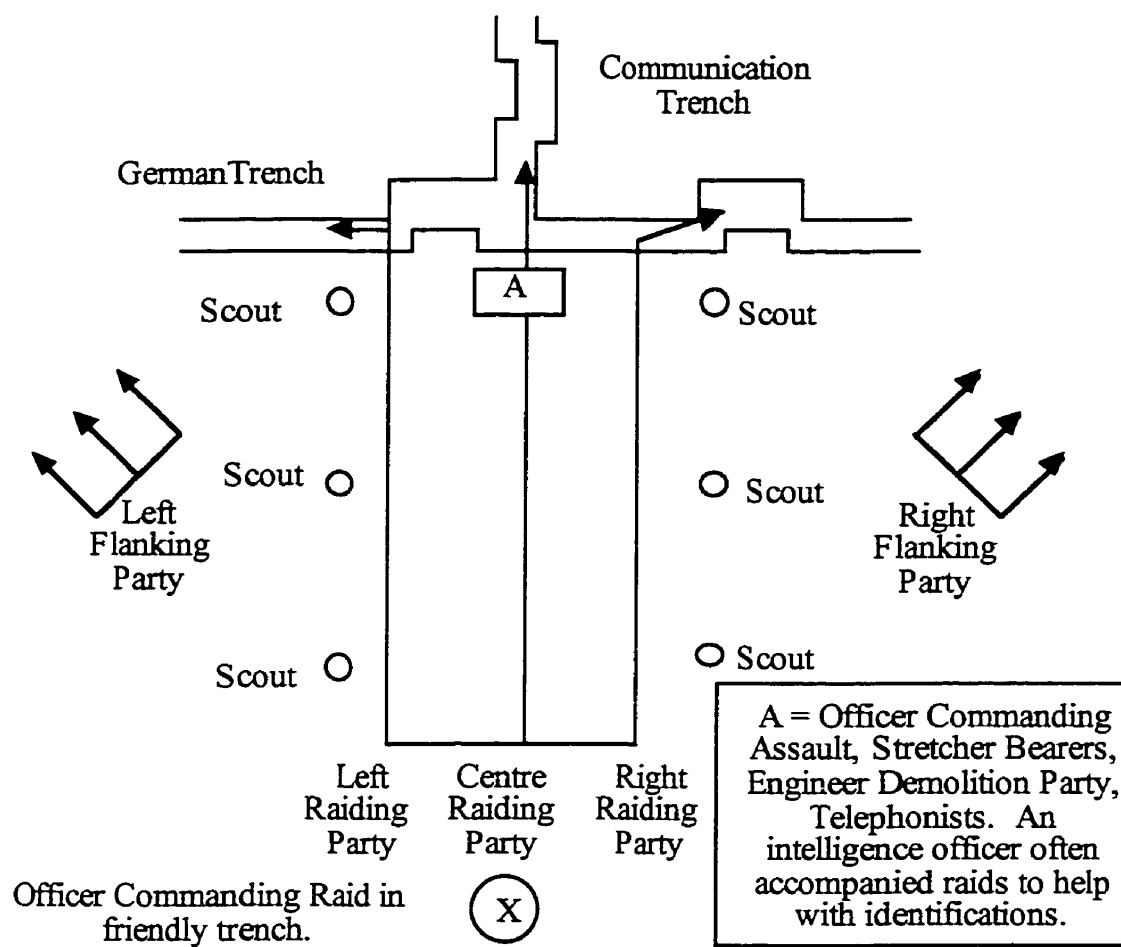 Communication
Trench
GermanTrench
A
Scout
Scout
Scout
Scout
Left
Flanking
Party
Right
Flanking
Party
Scout
Scout
Left
Raiding
Party
Centre
Raiding
Party
Right
Raiding
Party
A = Officer Commanding
Assault, Stretcher Bearers,
Engineer Demolition Party,
Telephonists. An
intelligence officer often
accompanied raids to help
with identifications.
Officer Commanding Raid in
friendly trench.
X